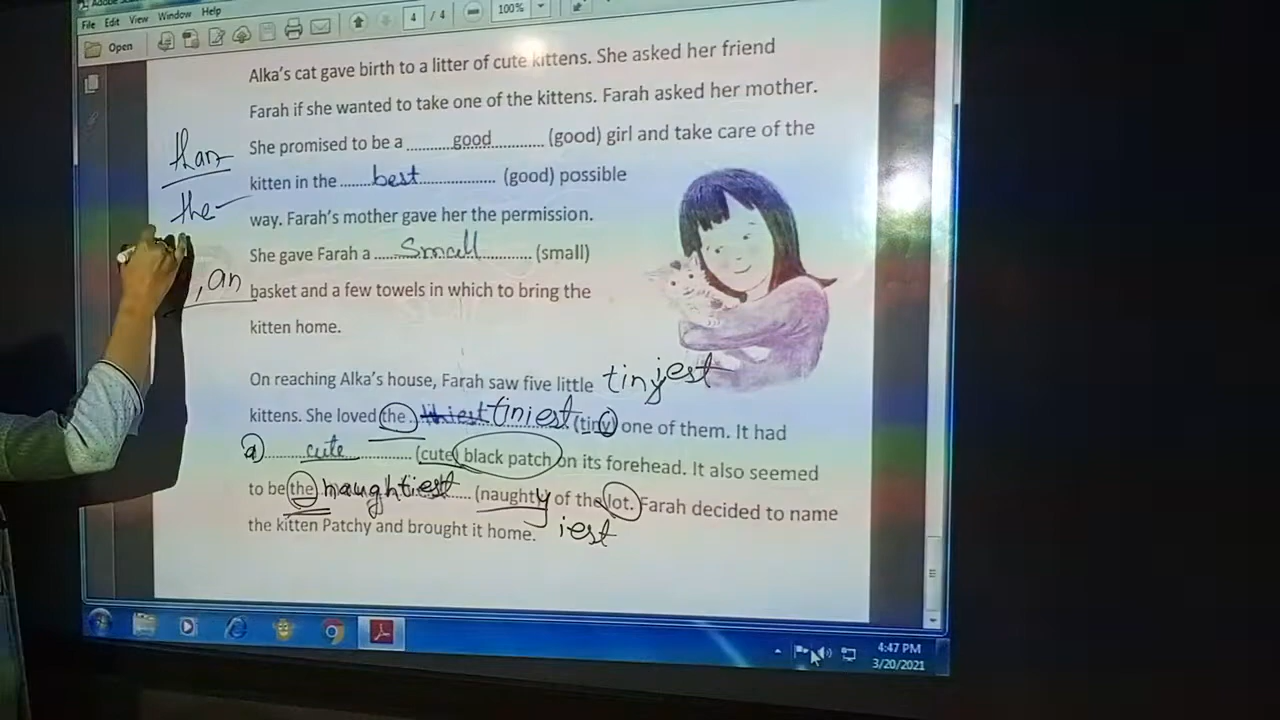 File Edit View Window Help
Open
4 / 4
100%
Alka's cat gave birth to a litter of cute kittens. She asked her friend
Farah if she wanted to take one of the kittens. Farah asked her mother.
She promised to be a good (good) girl and take care of the
than
kitten in the best (good) possible
the
way. Farah's mother gave her the permission.
She gave Farah a small (small)
, an
basket and a few towels in which to bring the
kitten home.
On reaching Alka's house, Farah saw five little tinyest
kittens. She loved the tiniest (tiny) one of them. It had
a cute (cute) black patch on its forehead. It also seemed
to be the naughtiest (naughty of the lot. Farah decided to name
the kitten Patchy and brought it home. iest
4:47 PM
3/20/2021